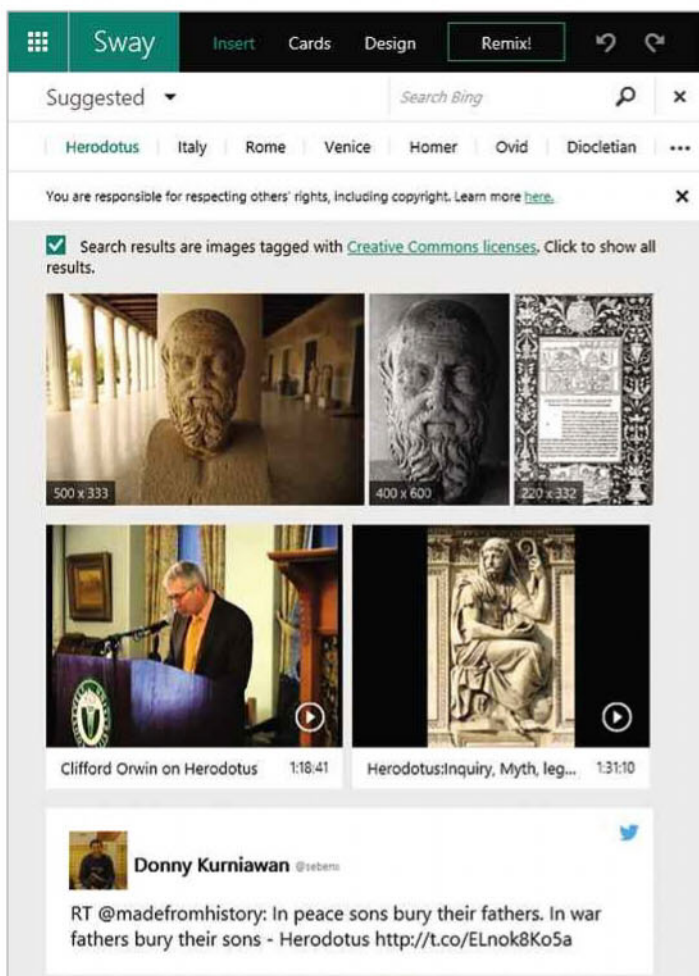 Sway Insert Cards Design Remix!
Suggested Search Bing
Herodotus Italy Rome Venice Homer Ovid Diocletian •••
You are responsible for respecting others' rights, including copyright. Learn more here.
Search results are images tagged with Creative Commons licenses. Click to show all
results.
500 x 333 400 x 600 220 x 332
Clifford Orwin on Herodotus 1:18:41 Herodotus:Inquiry, Myth, leg... 1:31:10
Donny Kurniawan @sebens
RT @madefromhistory: In peace sons bury their fathers. In war
fathers bury their sons - Herodotus http://t.co/ELnok8Ko5a